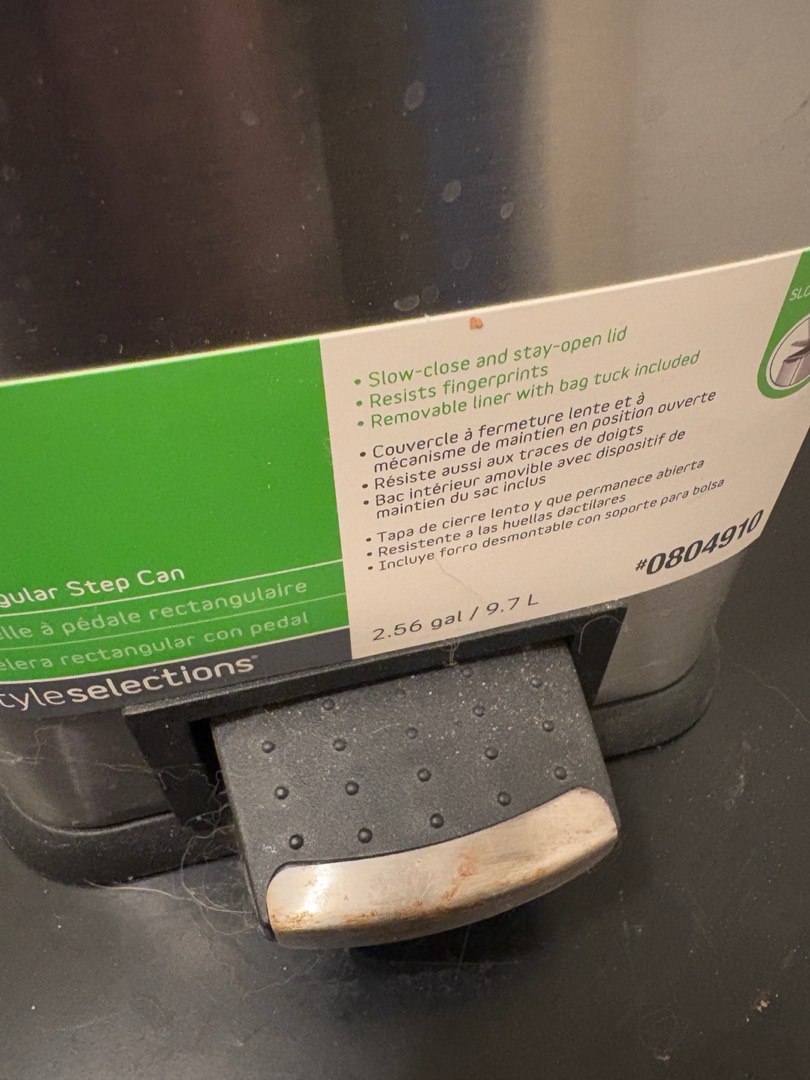 • Slow-close and stay-open lid
• Resists fingerprints
• Removable liner with bag tuck included
• Couvercle à fermeture lente et à
mécanisme de maintien en position ouverte
• Résiste aussi aux traces de doigts
• Bac intérieur amovible avec dispositif de
maintien du sac inclus
• Tapa de cierre lento y que permanece abierta
• Resistente a las huellas dactilares
• Incluye forro desmontable con soporte para bolsa
#0804910
2.56 gal / 9.7 L
gular Step Can
lle à pédale rectangulaire
elera rectangular con pedal
tyleselections
SLO